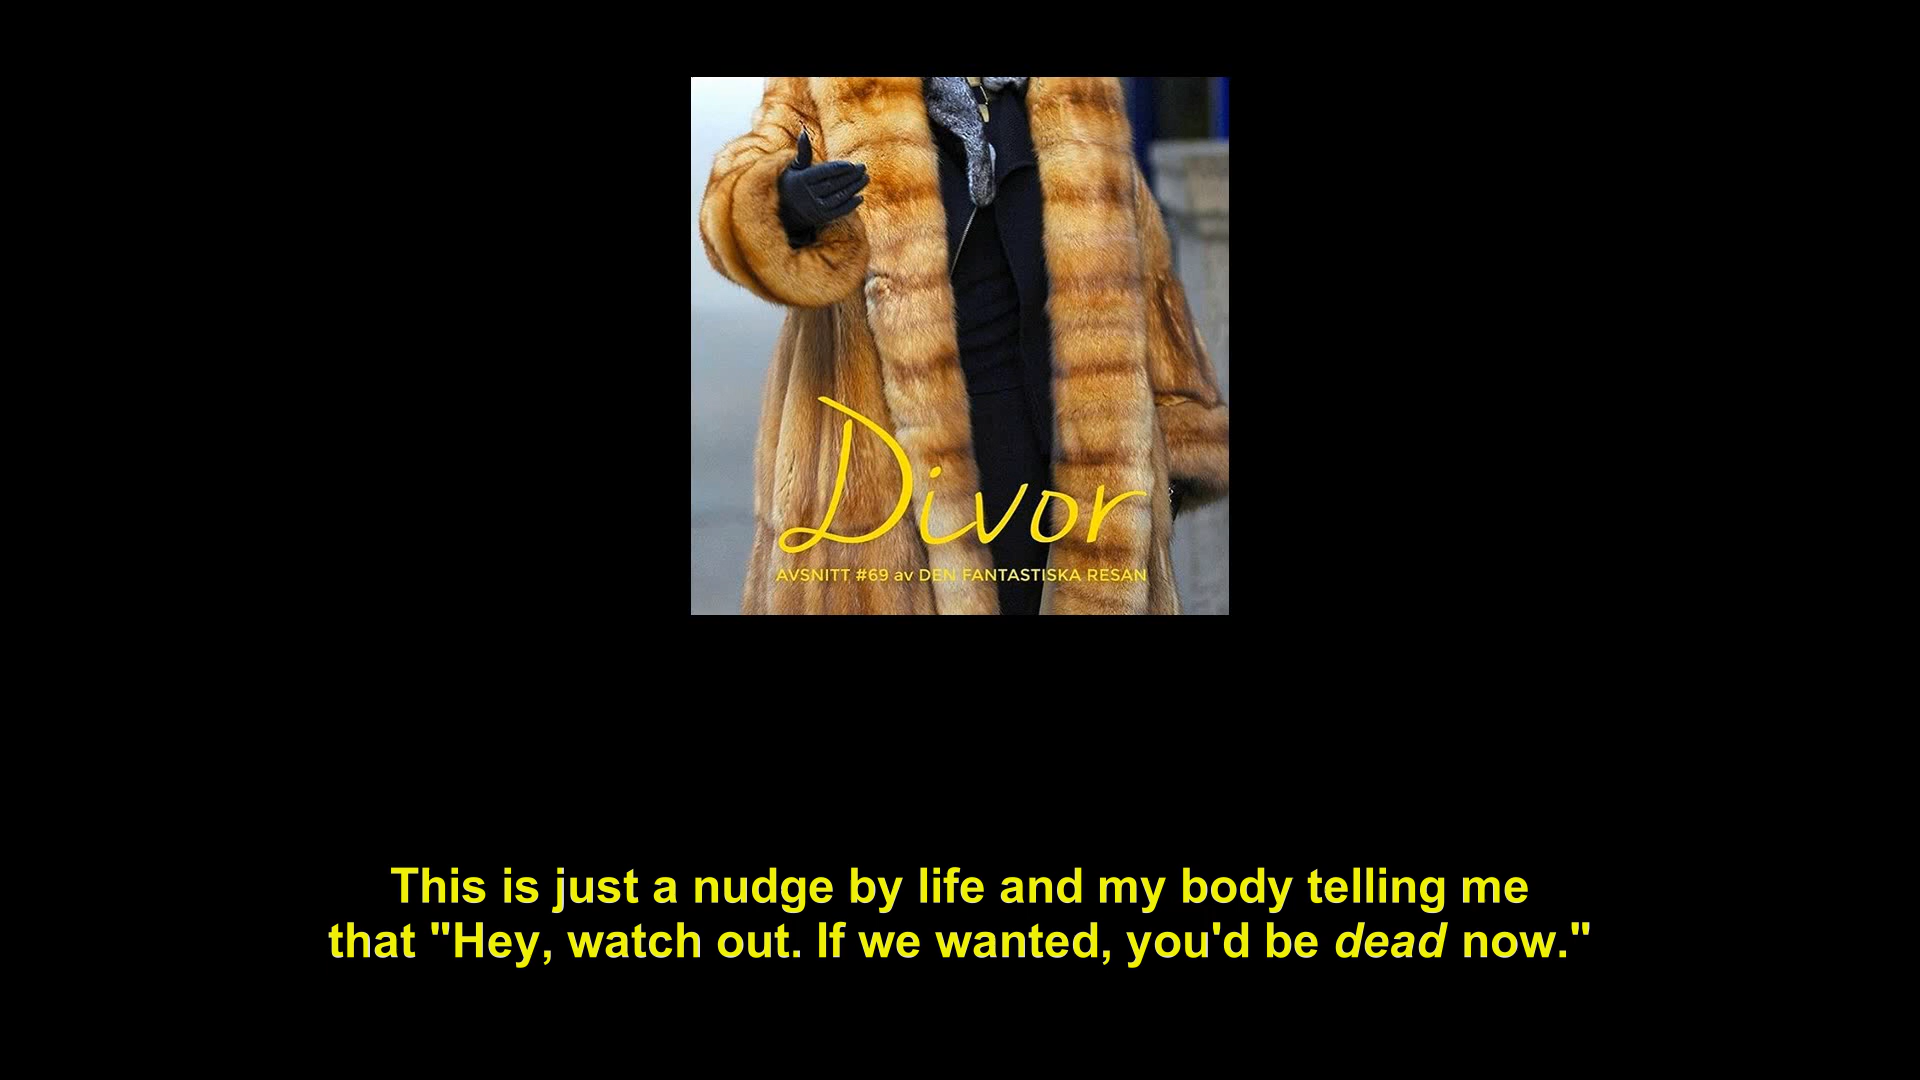 Divor
AVSNITT #69 av DEN FANTASTISKA RESAN
This is just a nudge by life and my body telling me
that "Hey, watch out. If we wanted, you'd be dead now."